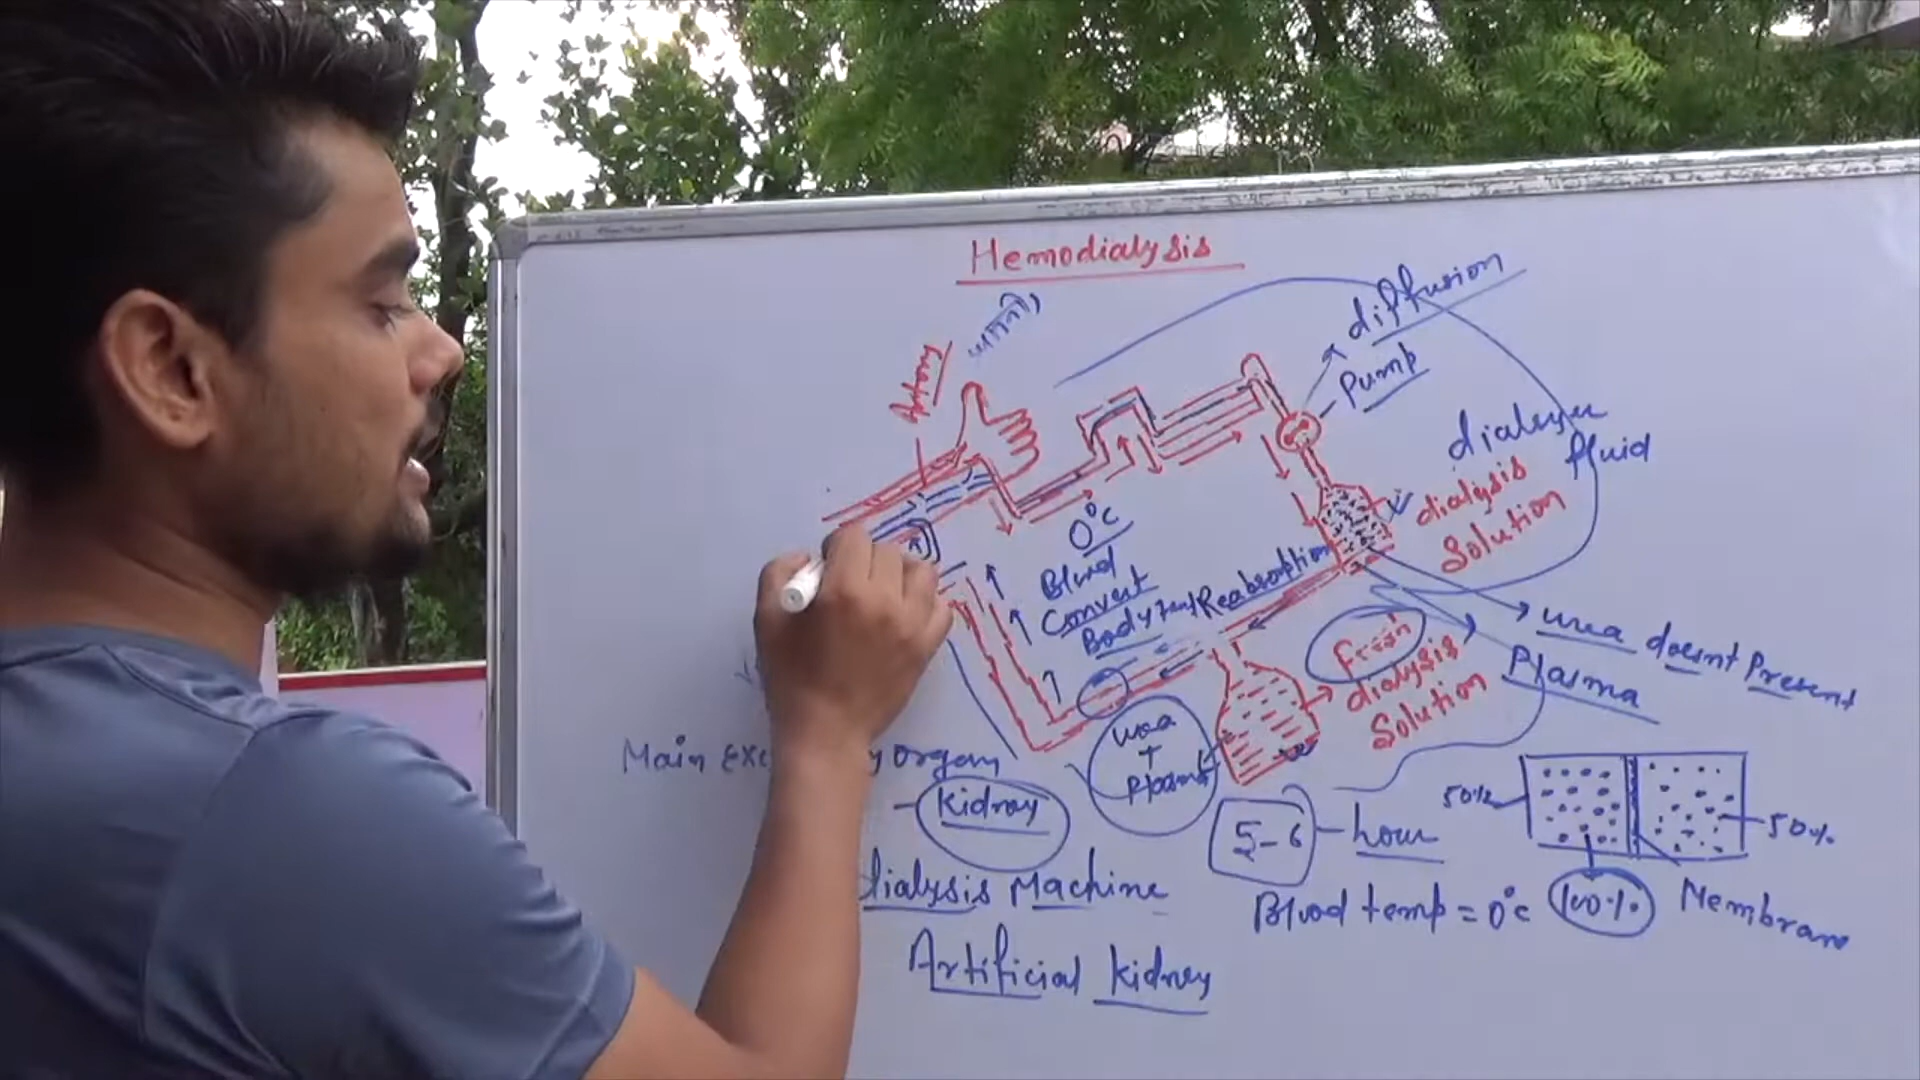 Hemodialysis
diffusion
Pump
Artery
dialyser
fluid
dialysis
Solution
0°C
Blood
Convert
Body temp
Reabsorption
urea doesnt Present
Plasma
Fresh
dialysis
Solution
urea
+
Plasma
Main Exc y organ
Kidney
5-6 hour
50%
50%
100%
Membrane
Blood temp = 0°c
dialysis Machine
Artificial Kidney